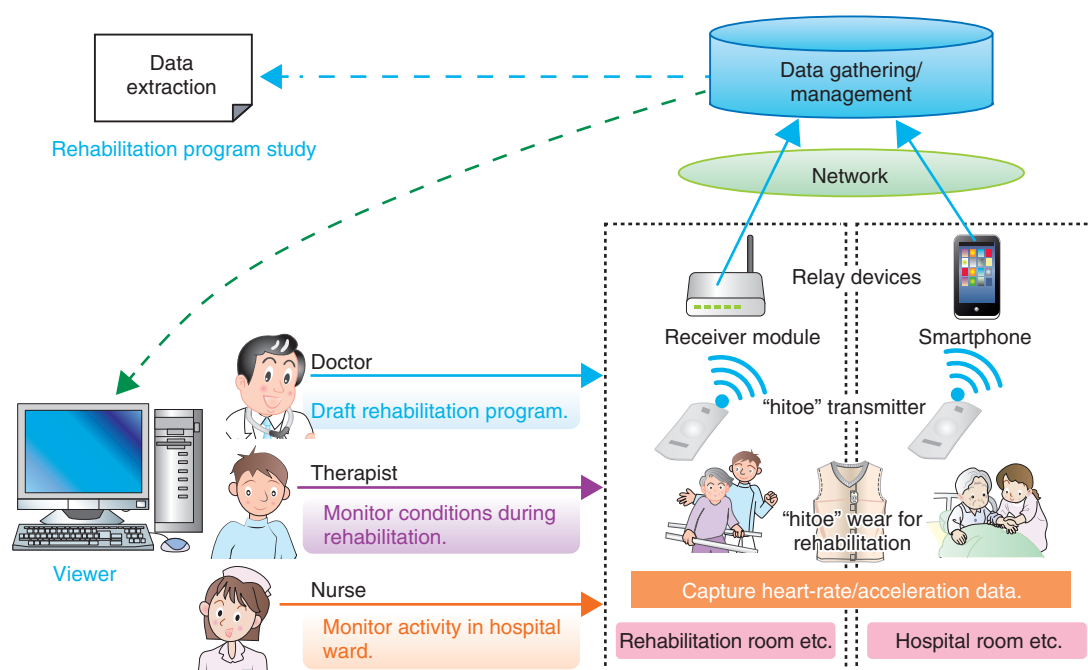 Data
extraction
Rehabilitation program study
Data gathering/
management
Network
Relay devices
Receiver module
Smartphone
“hitoe” transmitter
“hitoe” wear for
rehabilitation
Capture heart-rate/acceleration data.
Rehabilitation room etc.
Hospital room etc.
Doctor
Draft rehabilitation program.
Therapist
Monitor conditions during
rehabilitation.
Nurse
Monitor activity in hospital
ward.
Viewer